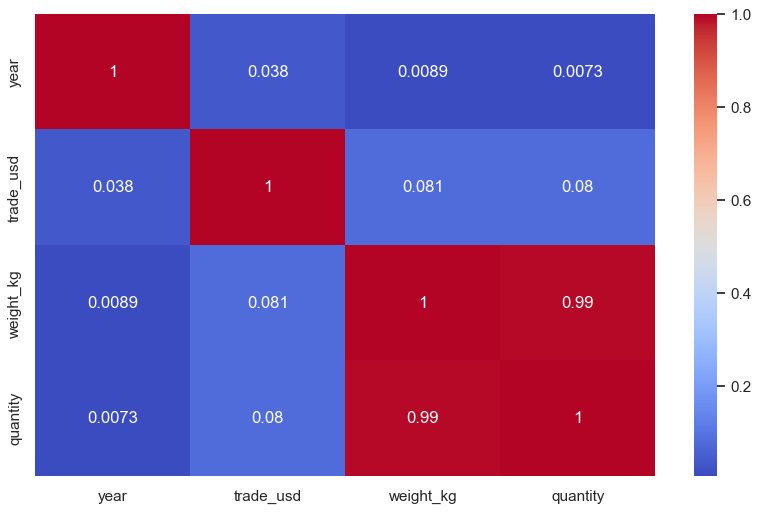 year 1 0.038 0.0089 0.0073
trade_usd 0.038 1 0.081 0.08
weight_kg 0.0089 0.081 1 0.99
quantity 0.0073 0.08 0.99 1
year trade_usd weight_kg quantity
1.0
0.8
0.6
0.4
0.2